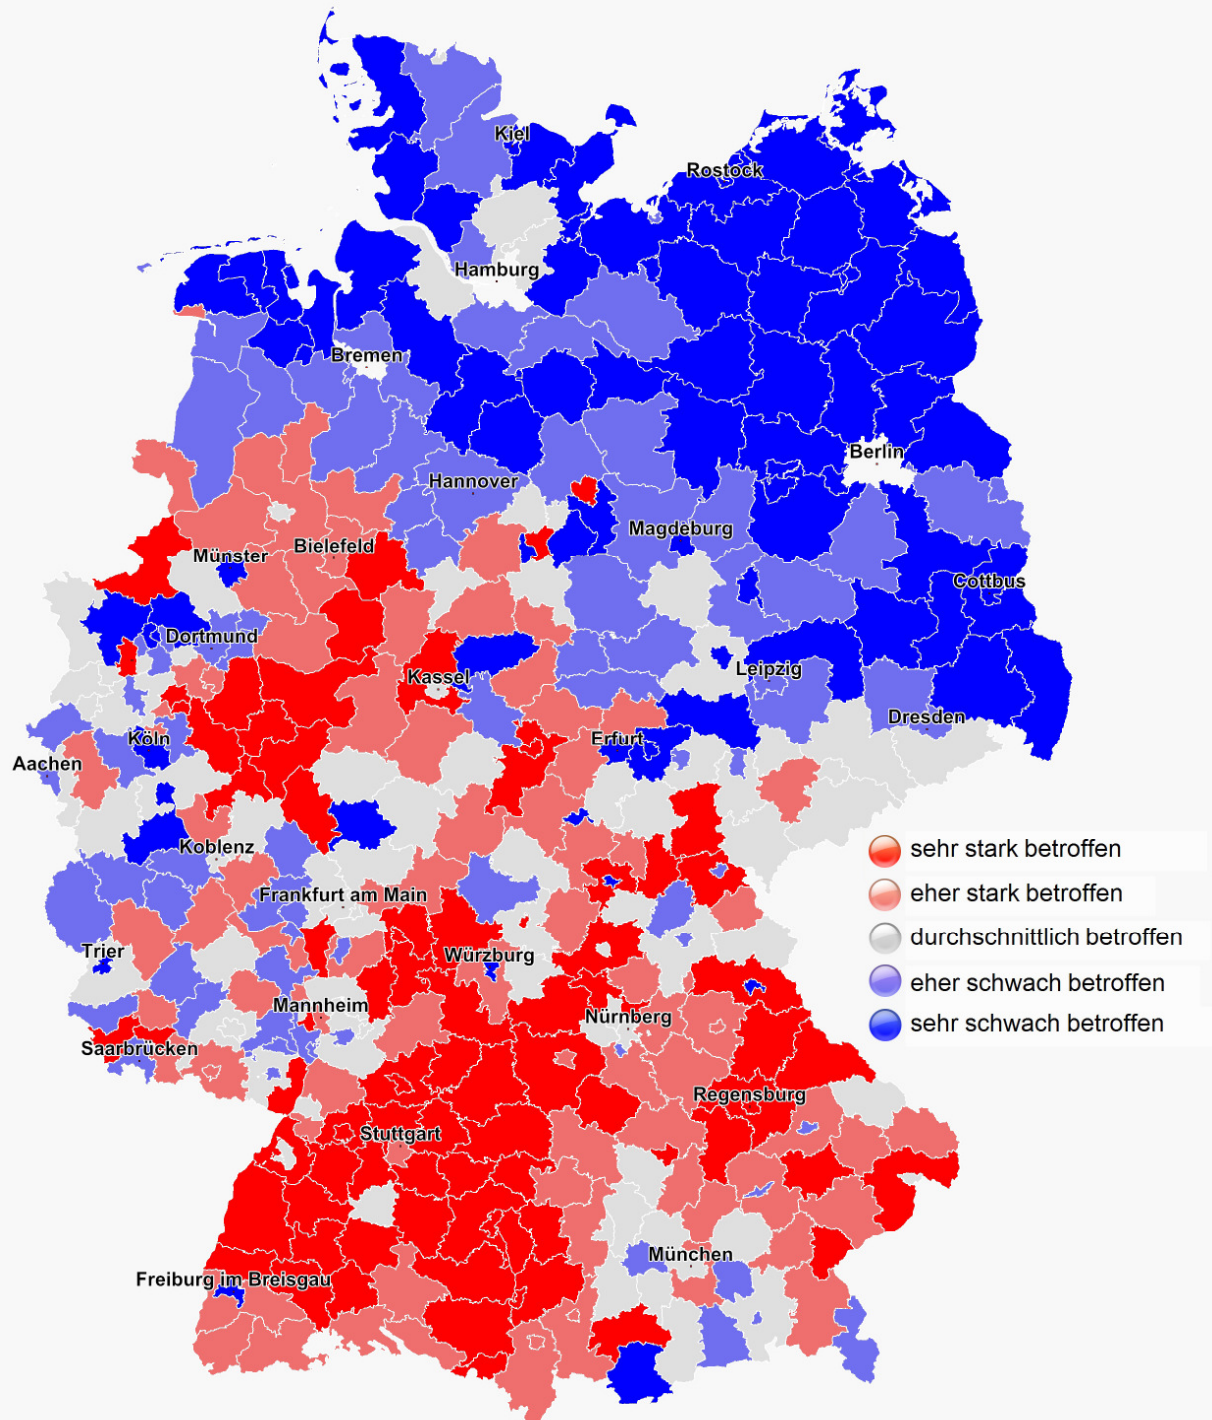 Kiel
Rostock
Hamburg
Bremen
Berlin
Hannover
Magdeburg
Münster
Bielefeld
Cottbus
Dortmund
Kassel
Leipzig
Dresden
Köln
Erfurt
Aachen
Koblenz
sehr stark betroffen
eher stark betroffen
Frankfurt am Main
durchschnittlich betroffen
Trier
Würzburg
eher schwach betroffen
Mannheim
Nürnberg
sehr schwach betroffen
Saarbrücken
Regensburg
Stuttgart
München
Freiburg im Breisgau